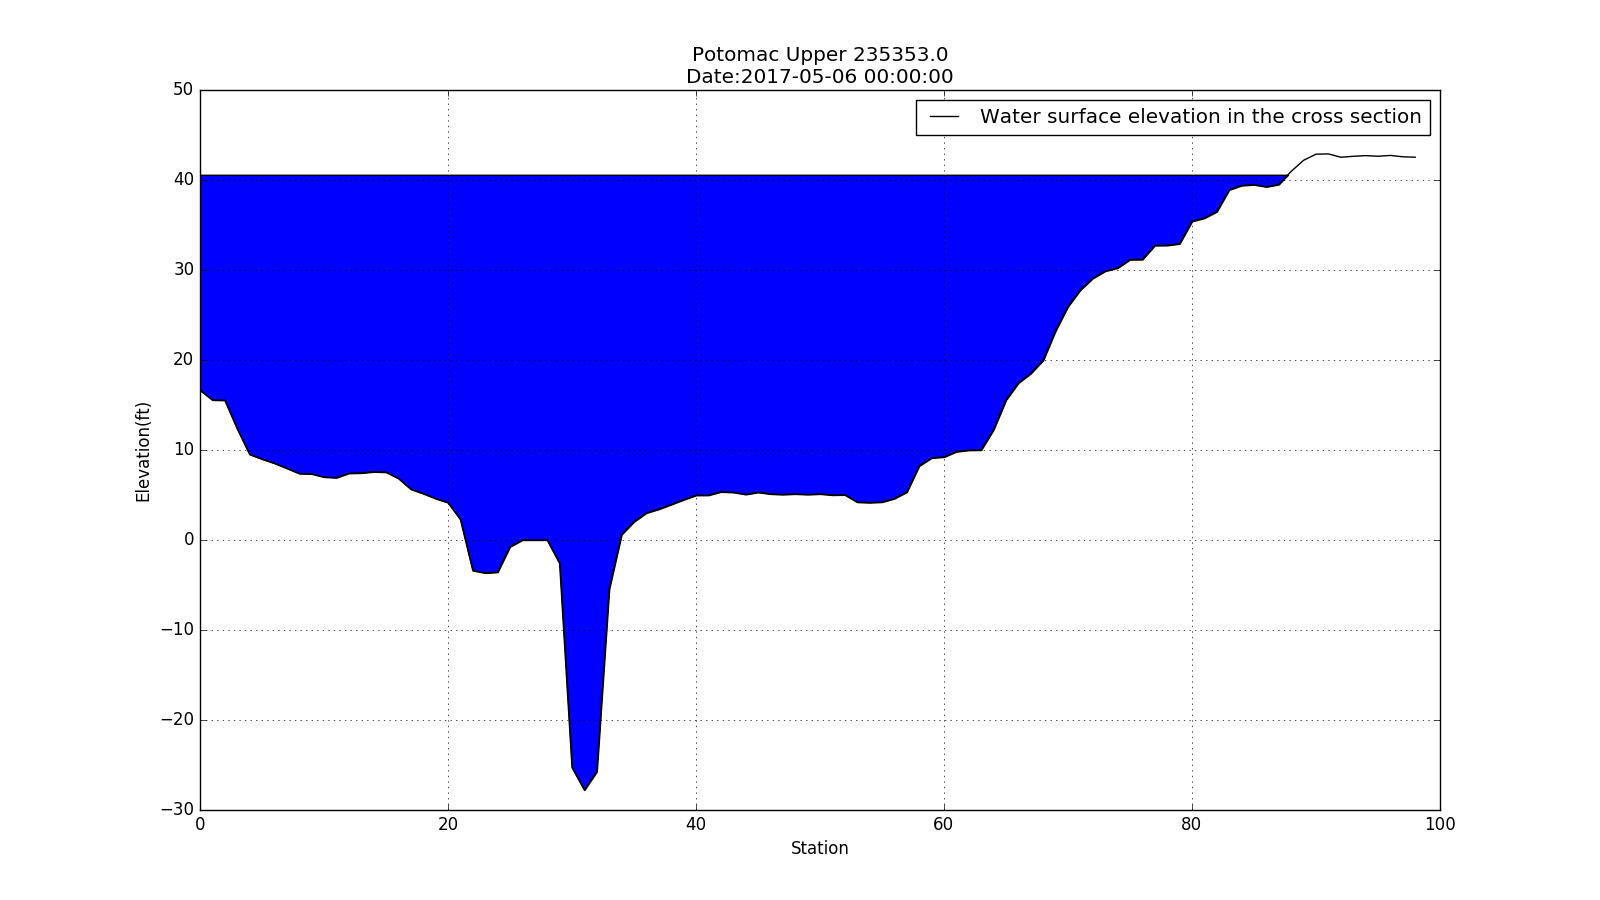 Potomac Upper 235353.0
Date:2017-05-06 00:00:00
Water surface elevation in the cross section
50
40
30
20
10
0
−10
−20
−30
Elevation(ft)
0 20 40 60 80 100
Station